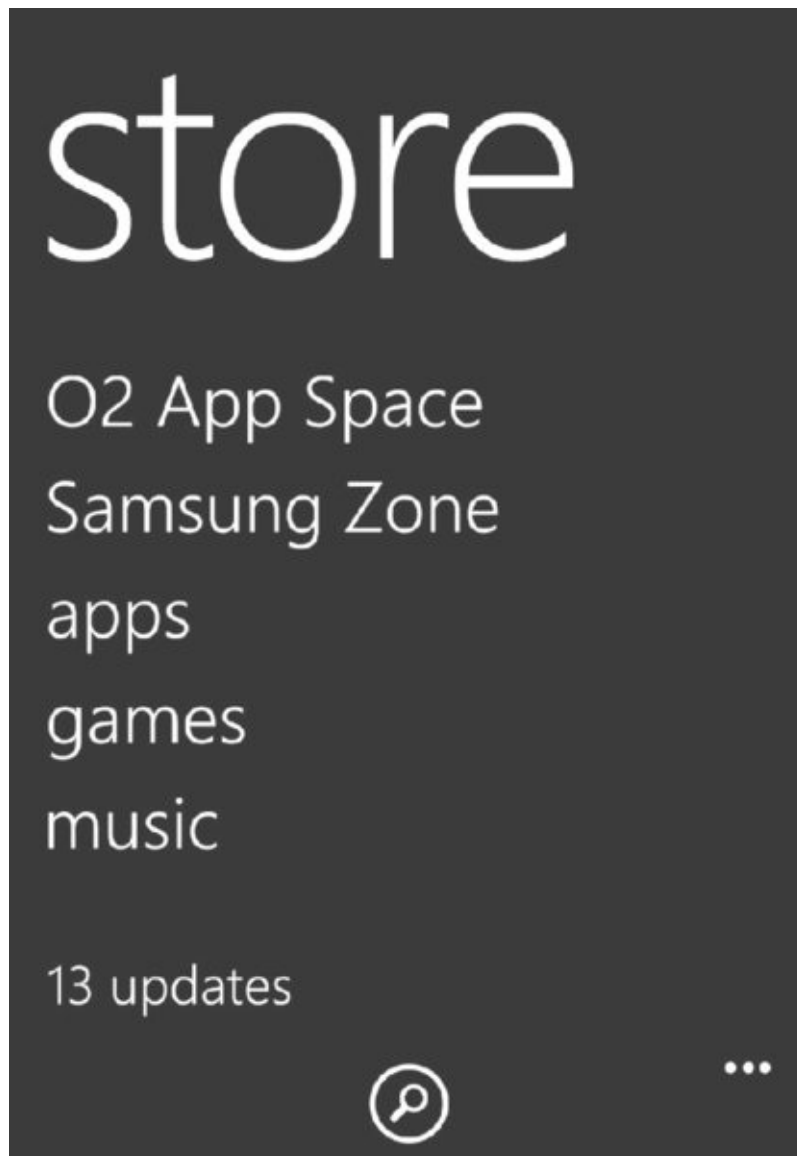 store
O2 App Space
Samsung Zone
apps
games
music
13 updates